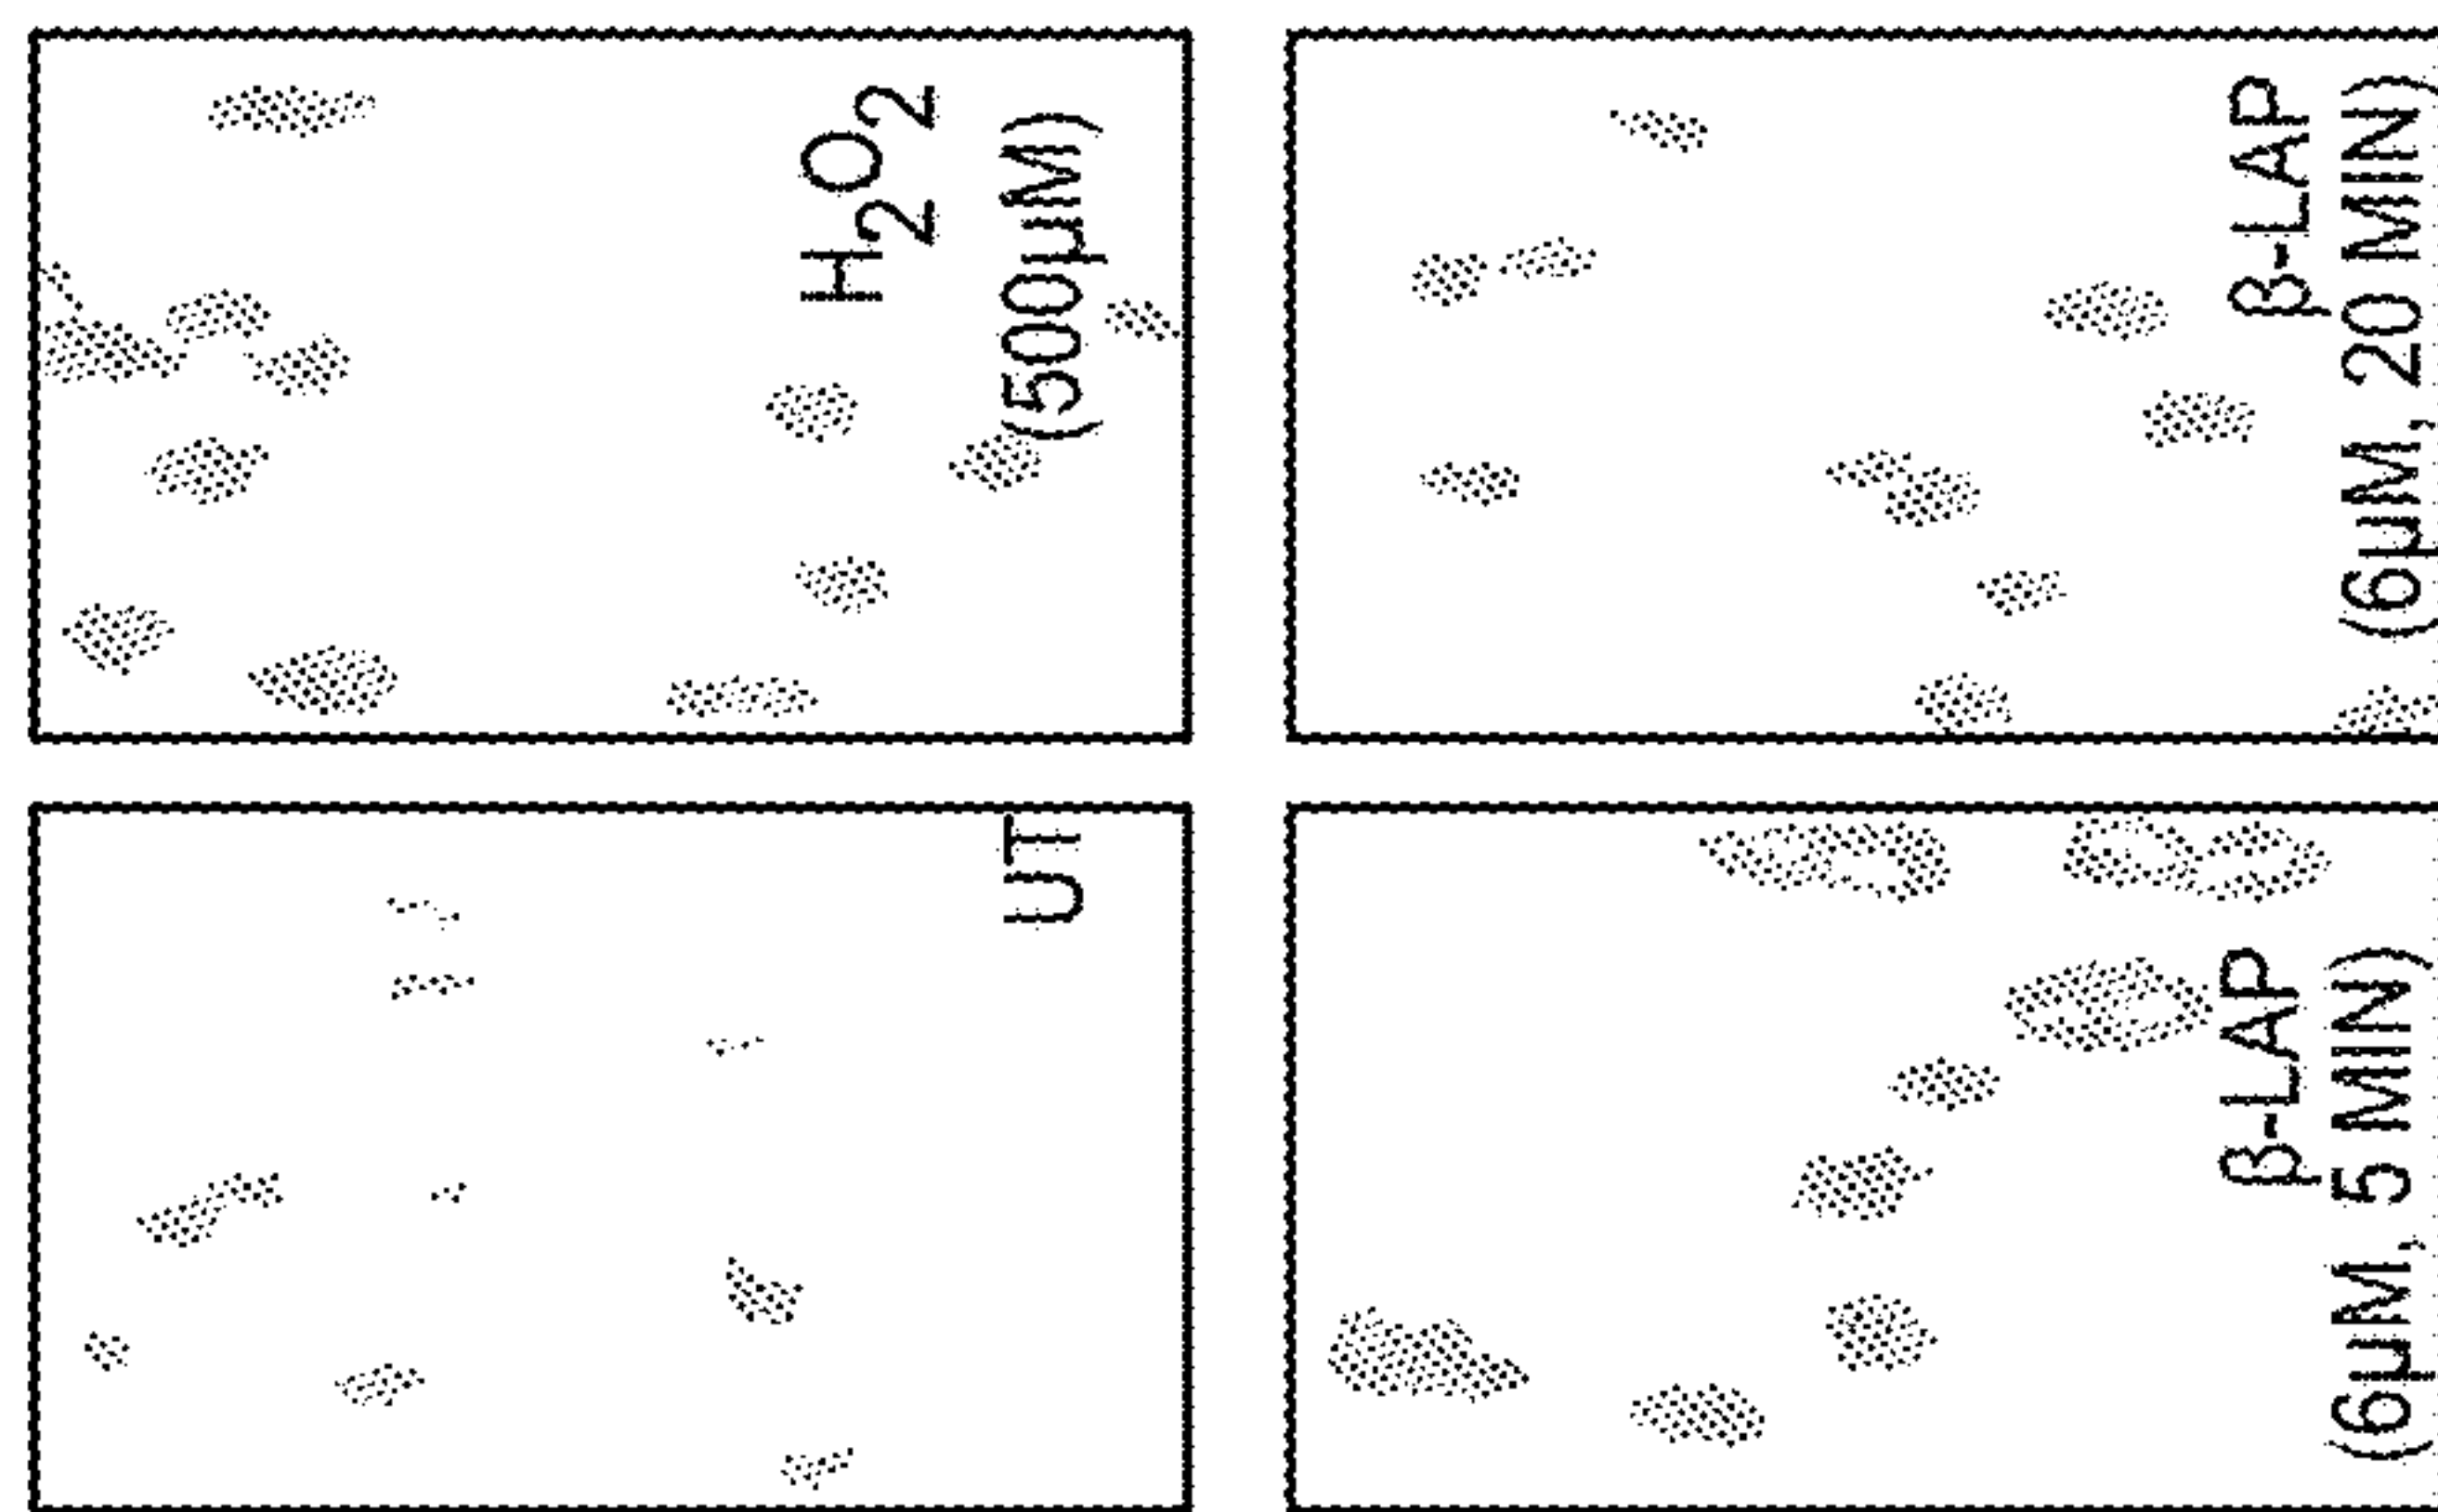 UT
H2O2
(500µM)
β-LAP
(6µM, 5 MIN)
β-LAP
(6µM, 20 MIN)